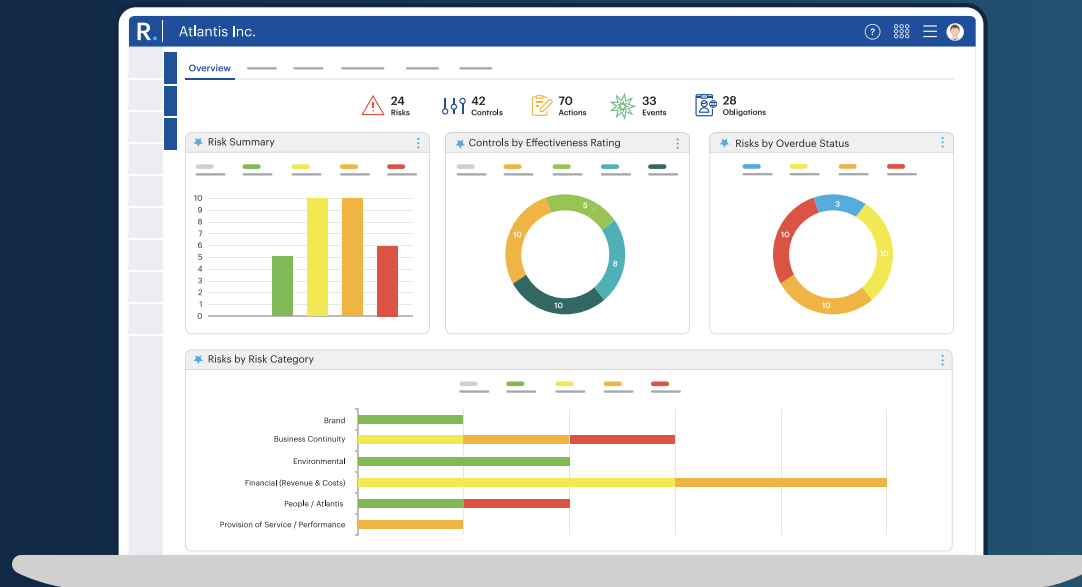 R. Atlantis Inc. ?
Overview
24 Risks
42 Controls
70 Actions
33 Events
28 Obligations
Risk Summary
10
9
8
7
6
5
4
3
2
1
0
Controls by Effectiveness Rating
5
10
8
10
Risks by Overdue Status
3
10
10
10
Risks by Risk Category
Brand
Business Continuity
Environmental
Financial (Revenue & Costs)
People / Atlantis
Provision of Service / Performance